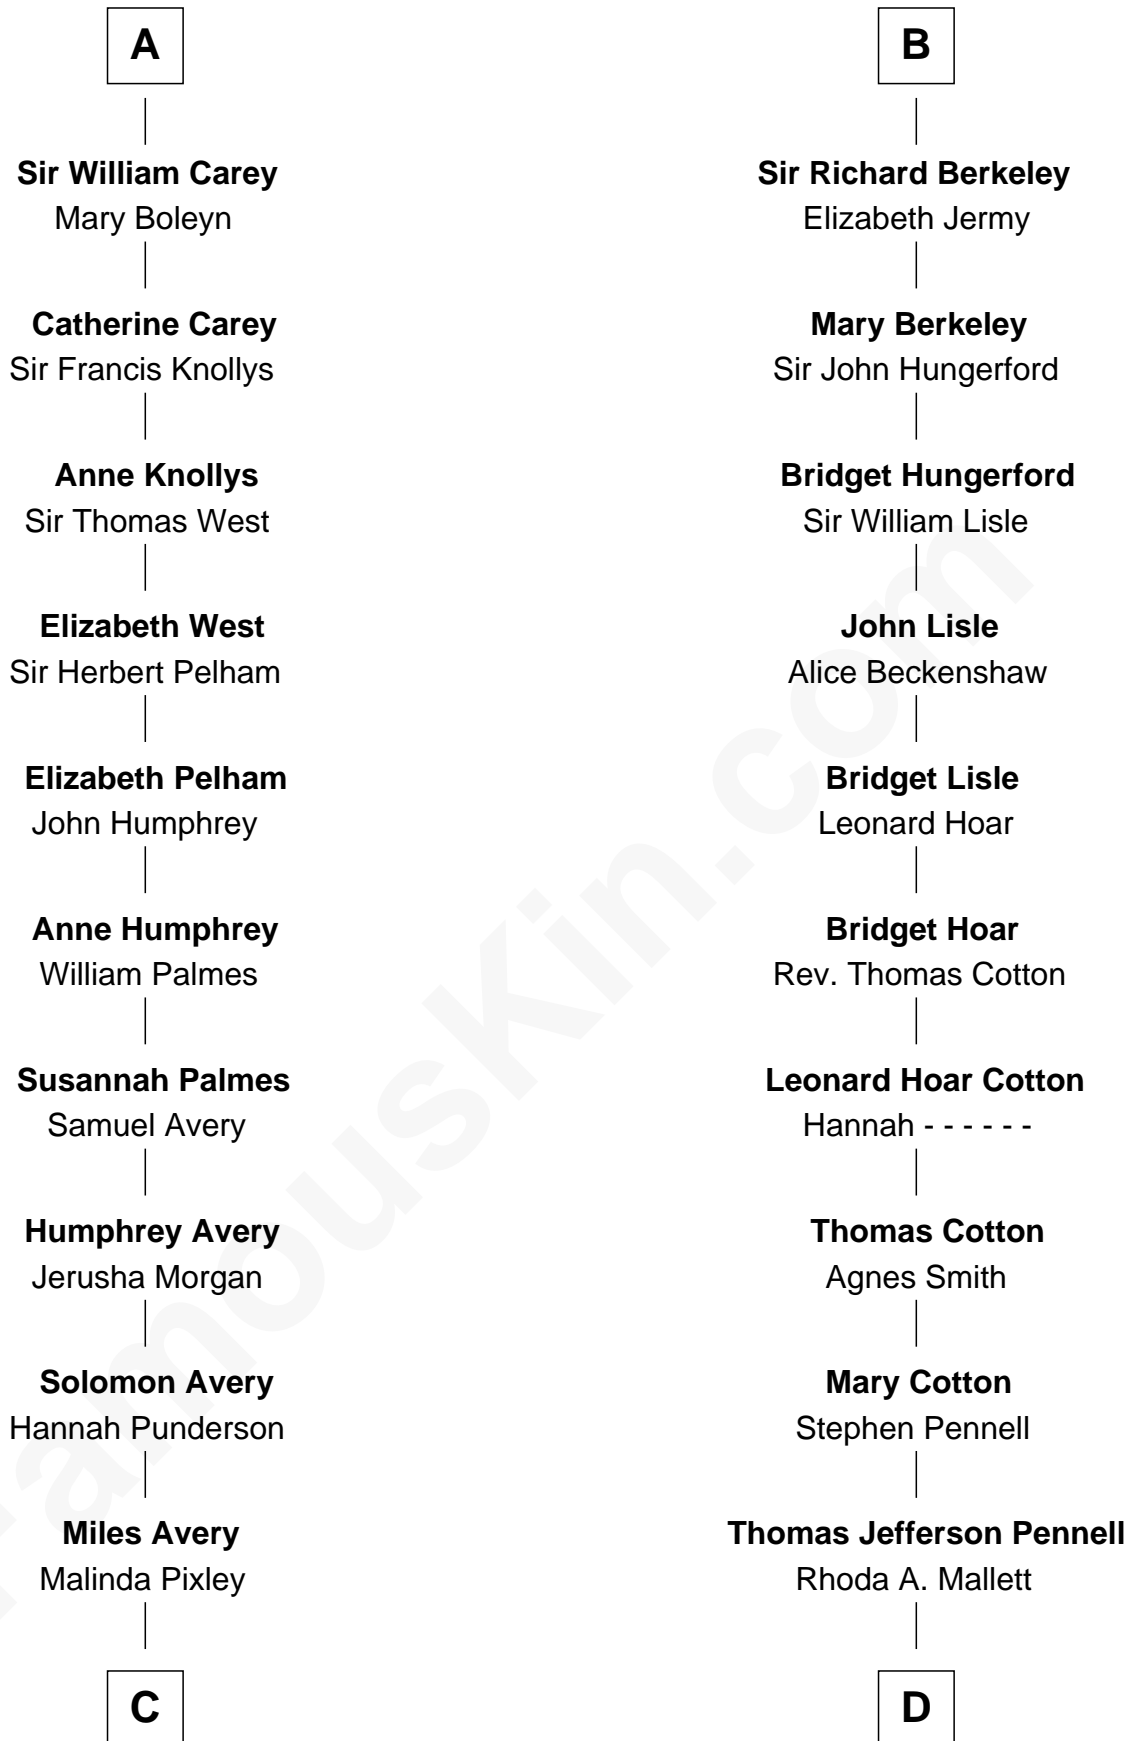 A
Sir William Carey
Mary Boleyn
Catherine Carey
Sir Francis Knollys
Anne Knollys
Sir Thomas West
Elizabeth West
Sir Herbert Pelham
Elizabeth Pelham
John Humphrey
Anne Humphrey
William Palmes
Susannah Palmes
Samuel Avery
Humphrey Avery
Jerusha Morgan
Solomon Avery
Hannah Punderson
Miles Avery
Malinda Pixley
C
B
Sir Richard Berkeley
Elizabeth Jermy
Mary Berkeley
Sir John Hungerford
Bridget Hungerford
Sir William Lisle
John Lisle
Alice Beckenshaw
Bridget Lisle
Leonard Hoar
Bridget Hoar
Rev. Thomas Cotton
Leonard Hoar Cotton
Hannah - - - - - -
Thomas Cotton
Agnes Smith
Mary Cotton
Stephen Pennell
Thomas Jefferson Pennell
Rhoda A. Mallett
D
FamousKin.com